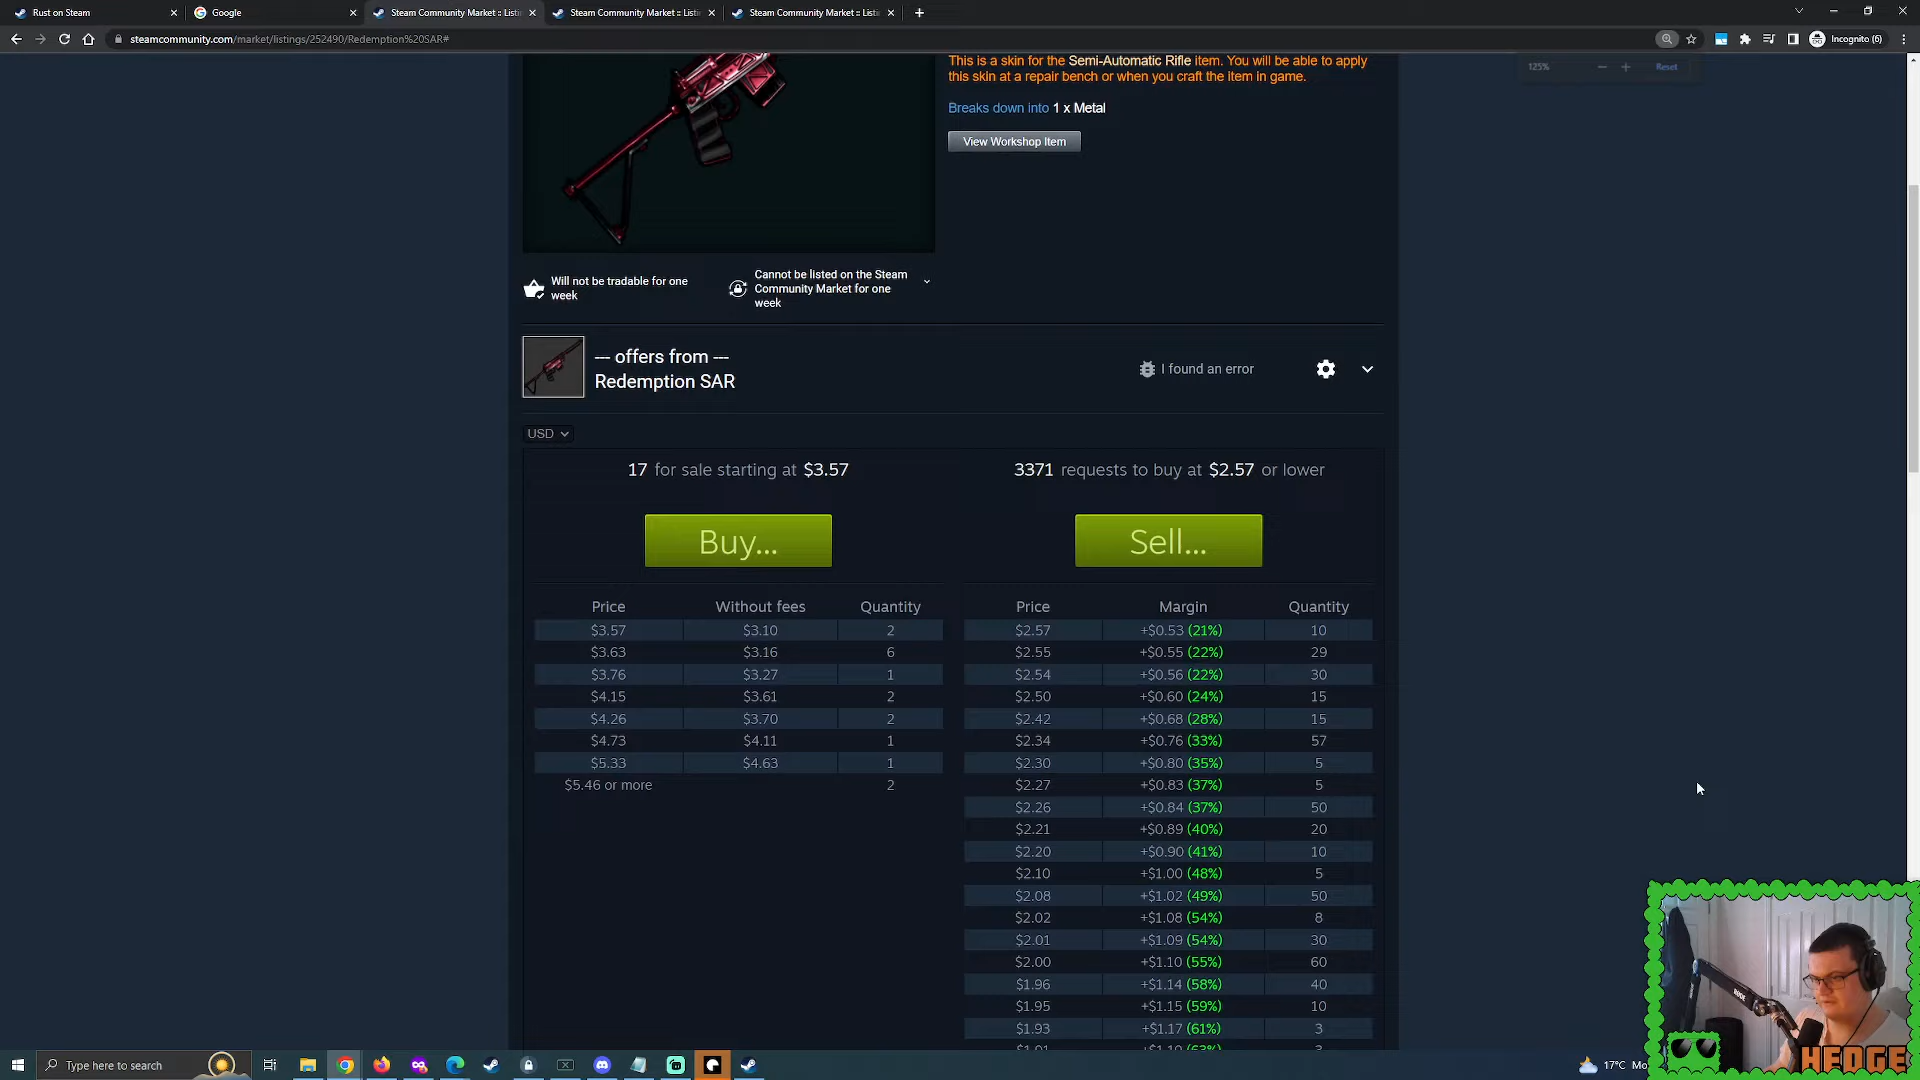 Rust on Steam
Google
Steam Community Market :: Listi
Steam Community Market :: Listi
Steam Community Market :: Listi
steamcommunity.com/market/listings/252490/Redemption%20SAR#
Incognito (6)
125%
Reset
This is a skin for the Semi-Automatic Rifle item. You will be able to apply
this skin at a repair bench or when you craft the item in game.
Breaks down into 1 x Metal
View Workshop Item
Will not be tradable for one
week
Cannot be listed on the Steam
Community Market for one
week
--- offers from ---
Redemption SAR
I found an error
USD
17 for sale starting at $3.57
3371 requests to buy at $2.57 or lower
Buy...
Sell...
Price Without fees Quantity
$3.57 $3.10 2
$3.63 $3.16 6
$3.76 $3.27 1
$4.15 $3.61 2
$4.26 $3.70 2
$4.73 $4.11 1
$5.33 $4.63 1
$5.46 or more 2
Price Margin Quantity
$2.57 +$0.53 (21%) 10
$2.55 +$0.55 (22%) 29
$2.54 +$0.56 (22%) 30
$2.50 +$0.60 (24%) 15
$2.42 +$0.68 (28%) 15
$2.34 +$0.76 (33%) 57
$2.30 +$0.80 (35%) 5
$2.27 +$0.83 (37%) 5
$2.26 +$0.84 (37%) 50
$2.21 +$0.89 (40%) 20
$2.20 +$0.90 (41%) 10
$2.10 +$1.00 (48%) 5
$2.08 +$1.02 (49%) 50
$2.02 +$1.08 (54%) 8
$2.01 +$1.09 (54%) 30
$2.00 +$1.10 (55%) 60
$1.96 +$1.14 (58%) 40
$1.95 +$1.15 (59%) 10
$1.93 +$1.17 (61%) 3
Type here to search
17°C Mo
RODE
HEDGE